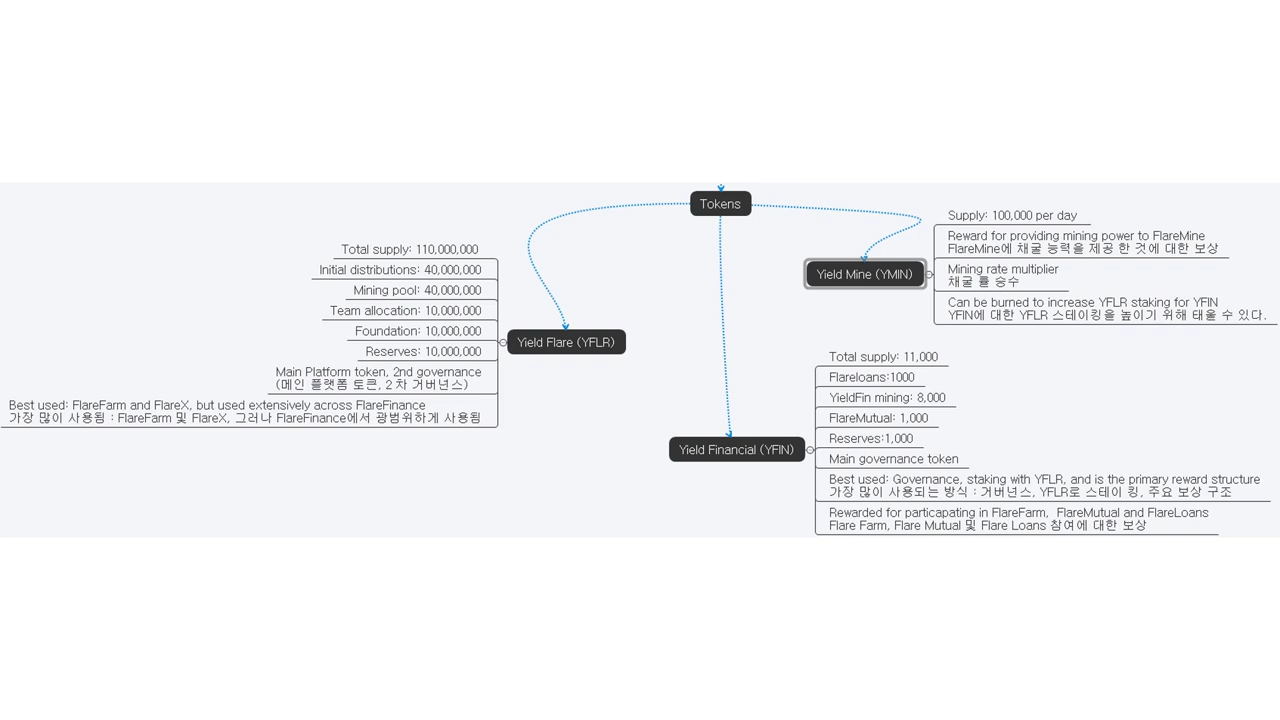 Tokens
Total supply: 110,000,000
Initial distributions: 40,000,000
Mining pool: 40,000,000
Team allocation: 10,000,000
Foundation: 10,000,000
Reserves: 10,000,000
Main Platform token, 2nd governance
(메인 플랫폼 토큰, 2차 거버넌스)
Best used: FlareFarm and FlareX, but used extensively across FlareFinance
가장 많이 사용됨 : FlareFarm 및 FlareX, 그러나 FlareFinance에서 광범위하게 사용됨
Yield Flare (YFLR)
Yield Mine (YMIN)
Supply: 100,000 per day
Reward for providing mining power to FlareMine
FlareMine에 채굴 능력을 제공 한 것에 대한 보상
Mining rate multiplier
채굴 률 승수
Can be burned to increase YFLR staking for YFIN
YFIN에 대한 YFLR 스테이킹을 높이기 위해 태울 수 있다.
Yield Financial (YFIN)
Total supply: 11,000
Flareloans:1000
YieldFin mining: 8,000
FlareMutual: 1,000
Reserves:1,000
Main governance token
Best used: Governance, staking with YFLR, and is the primary reward structure
가장 많이 사용되는 방식 : 거버넌스, YFLR로 스테이 킹, 주요 보상 구조
Rewarded for particapating in FlareFarm, FlareMutual and FlareLoans
Flare Farm, Flare Mutual 및 Flare Loans 참여에 대한 보상